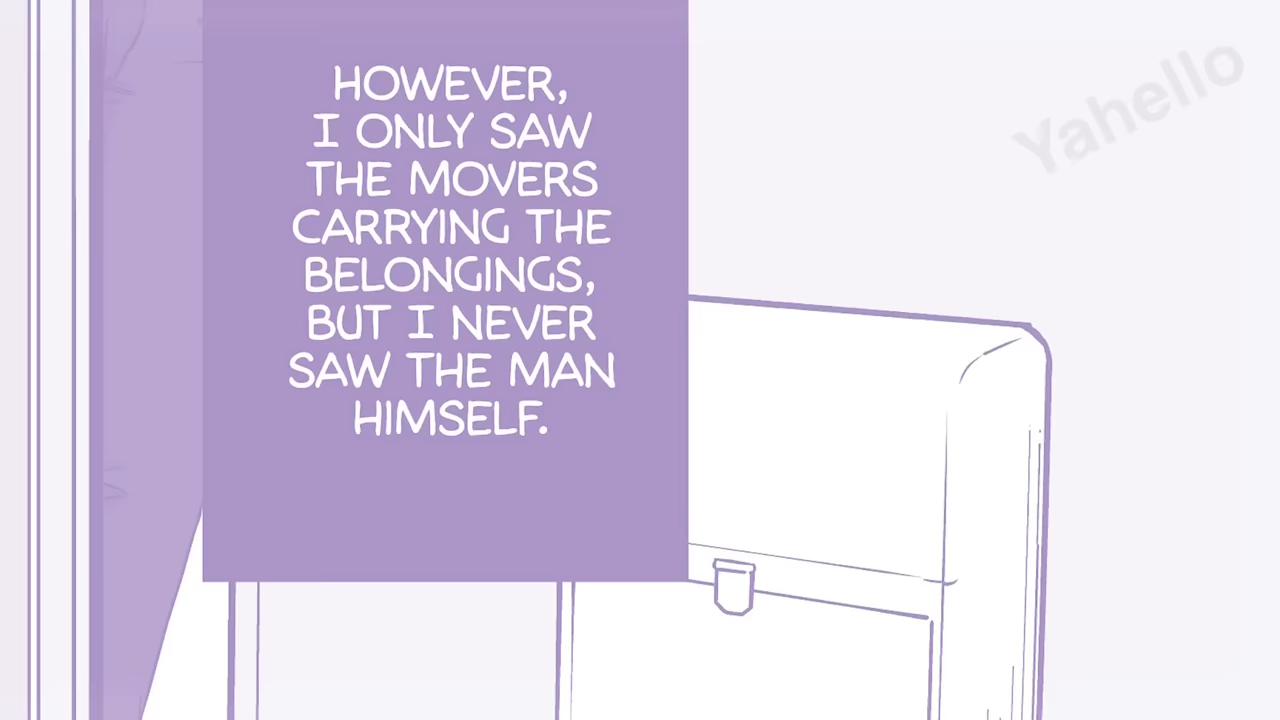 HOWEVER,
I ONLY SAW
THE MOVERS
CARRYING THE
BELONGINGS,
BUT I NEVER
SAW THE MAN
HIMSELF.
Yahello